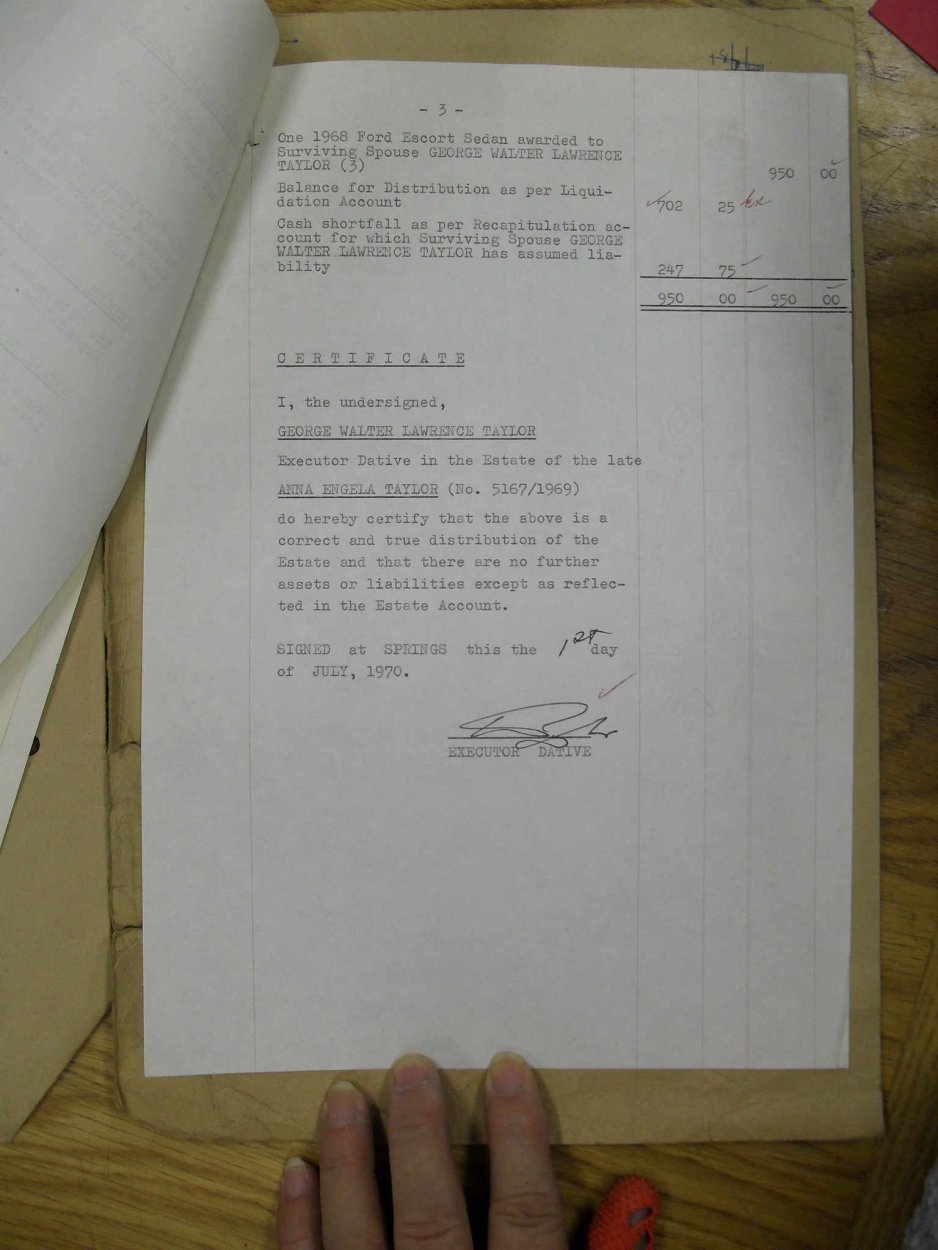 - 3 -
One 1968 Ford Escort Sedan awarded to
Surviving Spouse GEORGE WALTER LAWRENCE
TAYLOR (3) 950 00
Balance for Distribution as per Liqui-
dation Account 702 25
Cash shortfall as per Recapitulation ac-
count for which Surviving Spouse GEORGE
WALTER LAWRENCE TAYLOR has assumed lia-
bility 247 75
950 00 950 00
C E R T I F I C A T E
I, the undersigned,
GEORGE WALTER LAWRENCE TAYLOR
Executor Dative in the Estate of the late
ANNA ENGELA TAYLOR (No. 5167/1969)
do hereby certify that the above is a
correct and true distribution of the
Estate and that there are no further
assets or liabilities except as reflec-
ted in the Estate Account.
SIGNED at SPRINGS this the 1st day
of JULY, 1970.
EXECUTOR DATIVE